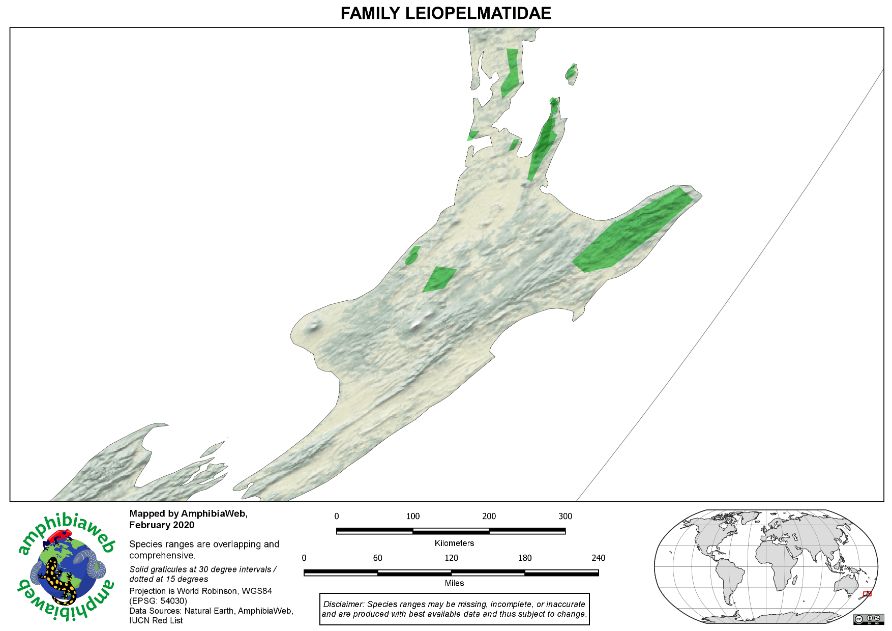 FAMILY LEIOPELMATIDAE
amphibiaweb
amphibiaweb
Mapped by AmphibiaWeb,
February 2020
Species ranges are overlapping and
comprehensive.
Solid graticules at 30 degree intervals /
dotted at 15 degrees
Projection is World Robinson, WGS84
(EPSG: 54030)
Data Sources: Natural Earth, AmphibiaWeb,
IUCN Red List
0 100 200 300
Kilometers
0 50 120 180 240
Miles
Disclaimer: Species ranges may be missing, incomplete, or inaccurate
and are produced with best available data and thus subject to change.